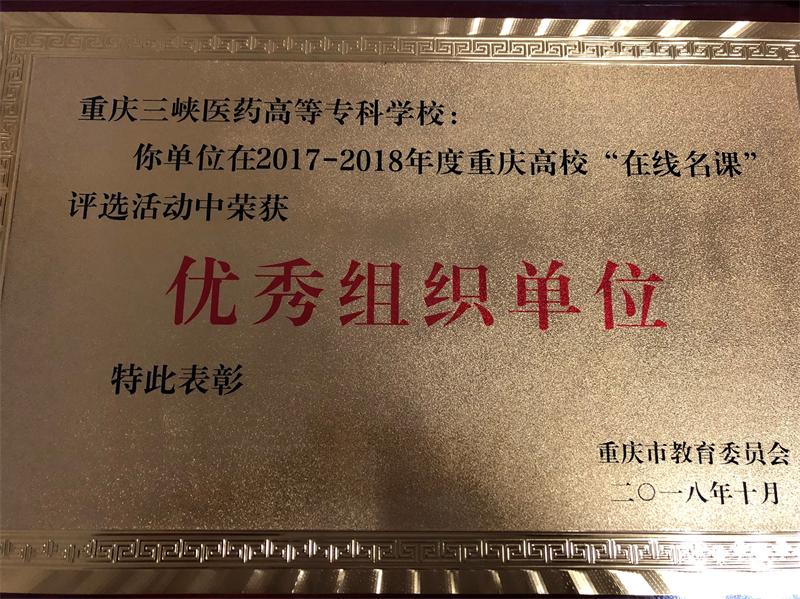 重庆三峡医药高等专科学校：
你单位在2017-2018年度重庆高校“在线名课”
评选活动中荣获
优秀组织单位
特此表彰
重庆市教育委员会
二〇一八年十月